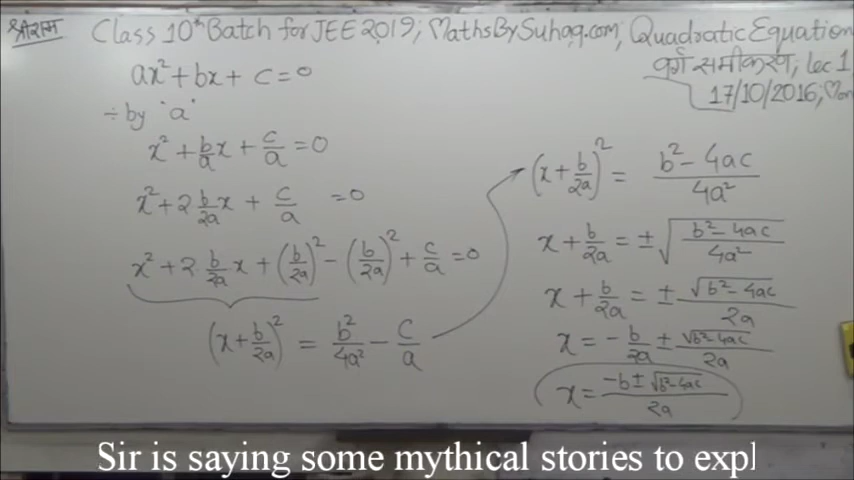 श्रीराम
Class 10th Batch for JEE 2019; MathsBySuhag.com; Quadratic Equation
वर्ग समीकरण; Lec 1
17/10/2016; Mon
ax² + bx + c = 0
÷ by 'a'
x² + b/a x + c/a = 0
x² + 2 b/2a x + c/a = 0
x² + 2. b/2a x + (b/2a)² - (b/2a)² + c/a = 0
(x + b/2a)² = b²/4a² - c/a
(x + b/2a)² = (b² - 4ac)/4a²
x + b/2a = ± √((b² - 4ac)/4a²)
x + b/2a = ± √(b² - 4ac)/2a
x = - b/2a ± √(b² - 4ac)/2a
x = (-b ± √(b² - 4ac))/2a
Sir is saying some mythical stories to expl